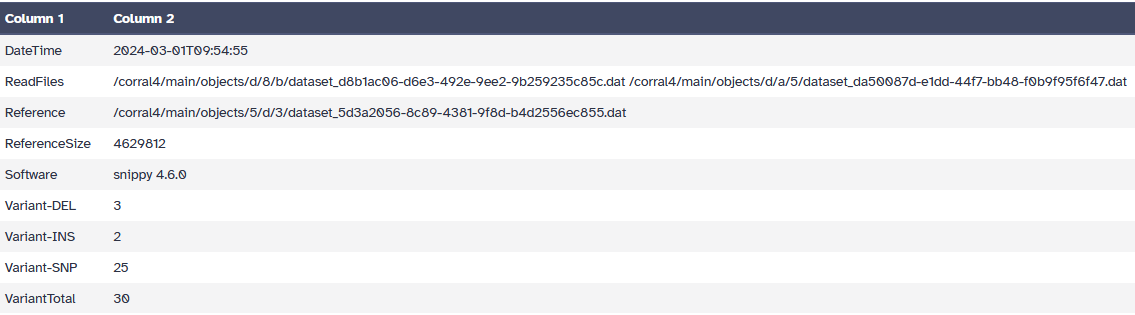 Column 1 Column 2
DateTime 2024-03-01T09:54:55
ReadFiles /corral4/main/objects/d/8/b/dataset_d8b1ac06-d6e3-492e-9ee2-9b259235c85c.dat /corral4/main/objects/d/a/5/dataset_da50087d-e1dd-44f7-bb48-f0b9f95f6f47.dat
Reference /corral4/main/objects/5/d/3/dataset_5d3a2056-8c89-4381-9f8d-b4d2556ec855.dat
ReferenceSize 4629812
Software snippy 4.6.0
Variant-DEL 3
Variant-INS 2
Variant-SNP 25
VariantTotal 30